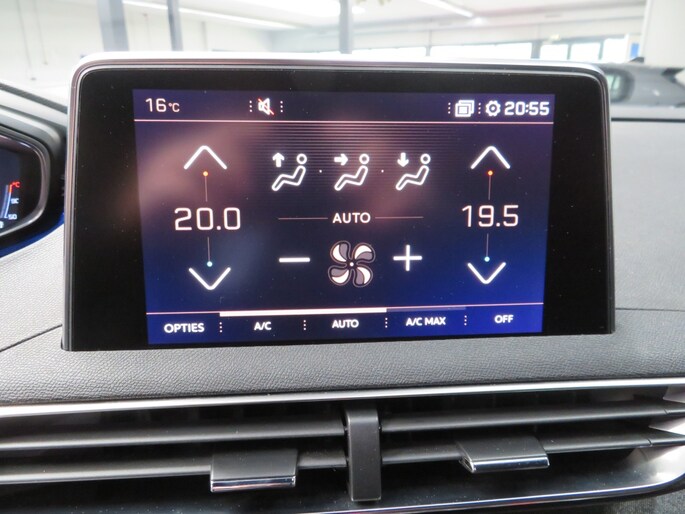 16°C 20:55
20.0 19.5
AUTO
OPTIES A/C AUTO A/C MAX OFF